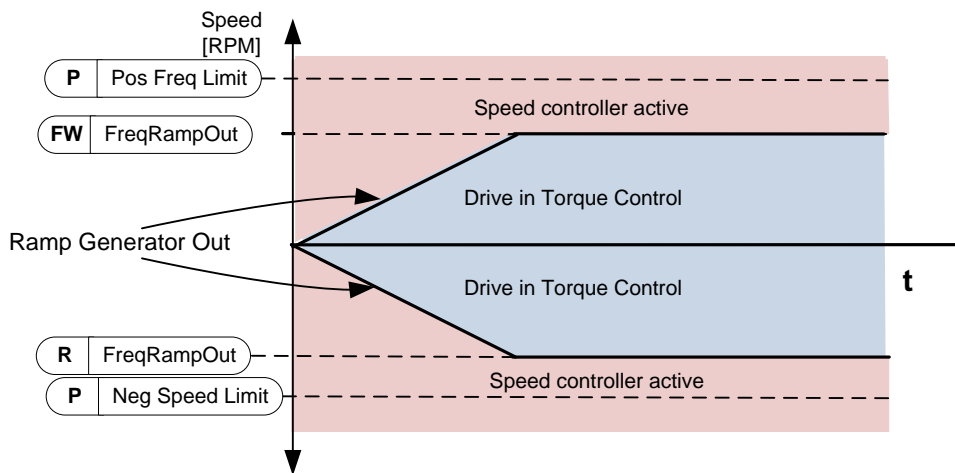 Speed
[RPM]
P Pos Freq Limit
Speed controller active
FW FreqRampOut
Drive in Torque Control
Ramp Generator Out
t
Drive in Torque Control
R FreqRampOut
Speed controller active
P Neg Speed Limit